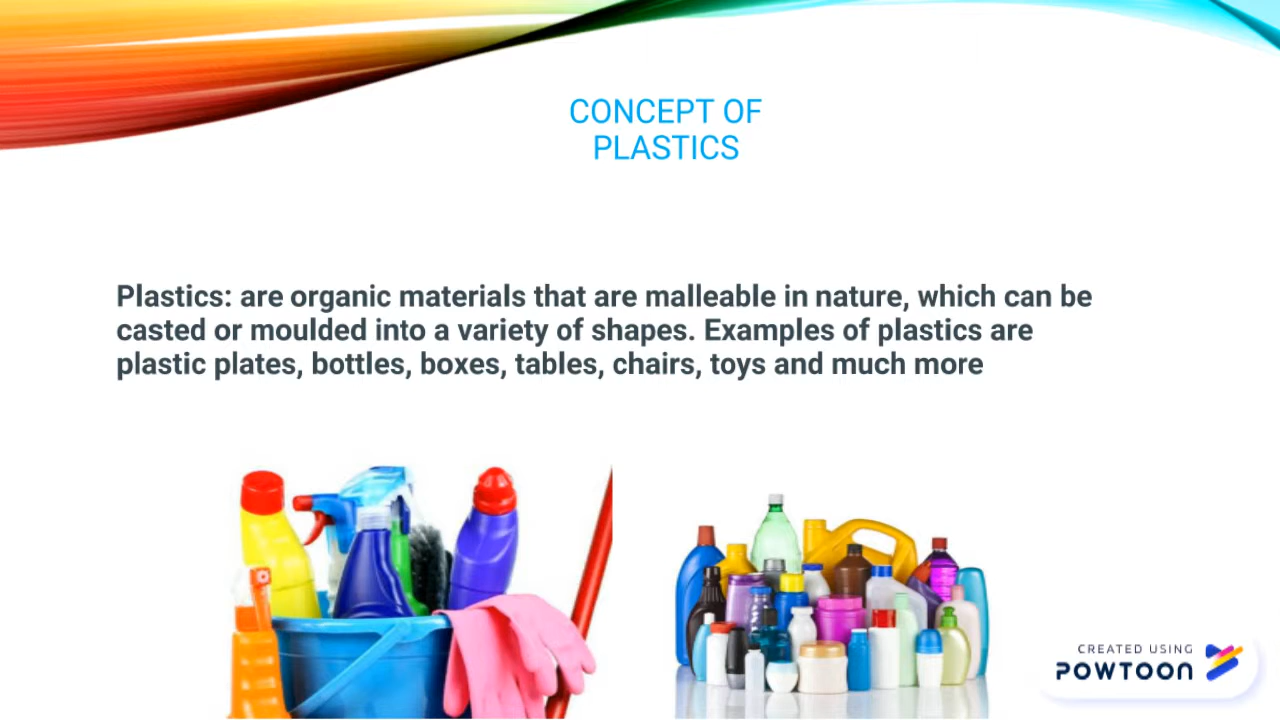 CONCEPT OF
PLASTICS
Plastics: are organic materials that are malleable in nature, which can be
casted or moulded into a variety of shapes. Examples of plastics are
plastic plates, bottles, boxes, tables, chairs, toys and much more
CREATED USING
POWTOON